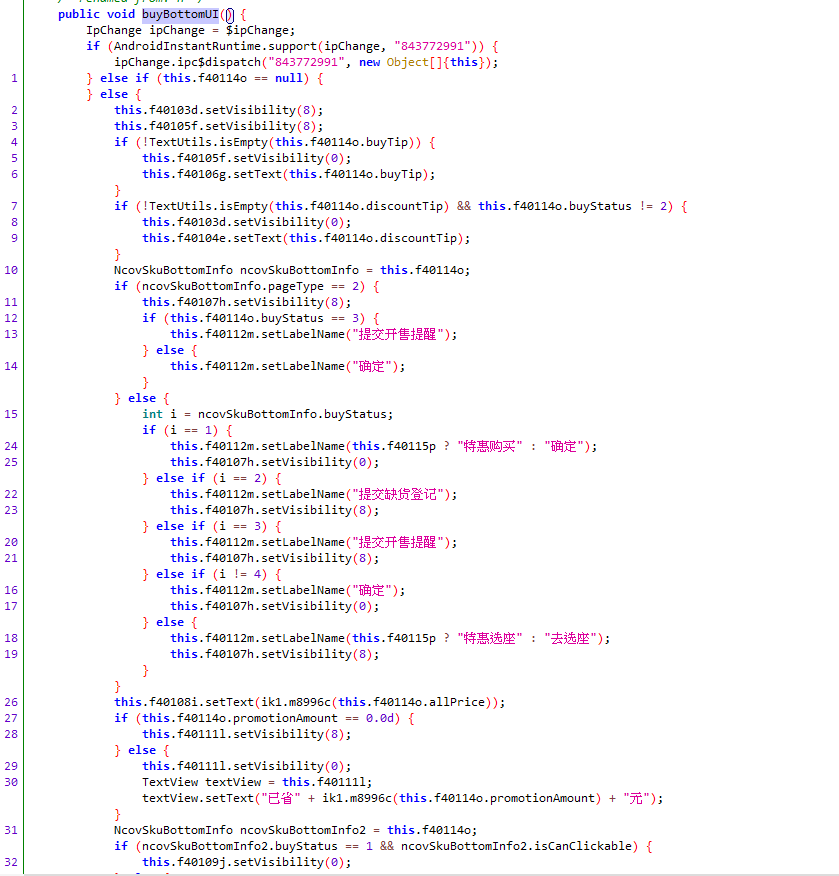 public void buyBottomUI() {
IpChange ipChange = $ipChange;
if (AndroidInstantRuntime.support(ipChange, "843772991")) {
ipChange.ipc$dispatch("843772991", new Object[]{this});
1 } else if (this.f40114o == null) {
} else {
2 this.f40103d.setVisibility(8);
3 this.f40105f.setVisibility(8);
4 if (!TextUtils.isEmpty(this.f40114o.buyTip)) {
5 this.f40105f.setVisibility(0);
6 this.f40106g.setText(this.f40114o.buyTip);
}
7 if (!TextUtils.isEmpty(this.f40114o.discountTip) && this.f40114o.buyStatus != 2) {
8 this.f40103d.setVisibility(0);
9 this.f40104e.setText(this.f40114o.discountTip);
}
10 NcovSkuBottomInfo ncovSkuBottomInfo = this.f40114o;
if (ncovSkuBottomInfo.pageType == 2) {
11 this.f40107h.setVisibility(8);
12 if (this.f40114o.buyStatus == 3) {
13 this.f40112m.setLabelName("提交开售提醒");
} else {
14 this.f40112m.setLabelName("确定");
}
} else {
15 int i = ncovSkuBottomInfo.buyStatus;
if (i == 1) {
24 this.f40112m.setLabelName(this.f40115p ? "特惠购买" : "确定");
25 this.f40107h.setVisibility(0);
} else if (i == 2) {
22 this.f40112m.setLabelName("提交缺货登记");
23 this.f40107h.setVisibility(8);
} else if (i == 3) {
20 this.f40112m.setLabelName("提交开售提醒");
21 this.f40107h.setVisibility(8);
} else if (i != 4) {
16 this.f40112m.setLabelName("确定");
17 this.f40107h.setVisibility(0);
} else {
18 this.f40112m.setLabelName(this.f40115p ? "特惠选座" : "去选座");
19 this.f40107h.setVisibility(8);
}
}
26 this.f40108i.setText(ik1.m8996c(this.f40114o.allPrice));
27 if (this.f40114o.promotionAmount == 0.0d) {
28 this.f40111l.setVisibility(8);
} else {
29 this.f40111l.setVisibility(0);
30 TextView textView = this.f40111l;
textView.setText("已省" + ik1.m8996c(this.f40114o.promotionAmount) + "元");
}
31 NcovSkuBottomInfo ncovSkuBottomInfo2 = this.f40114o;
if (ncovSkuBottomInfo2.buyStatus == 1 && ncovSkuBottomInfo2.isCanClickable) {
32 this.f40109j.setVisibility(0);